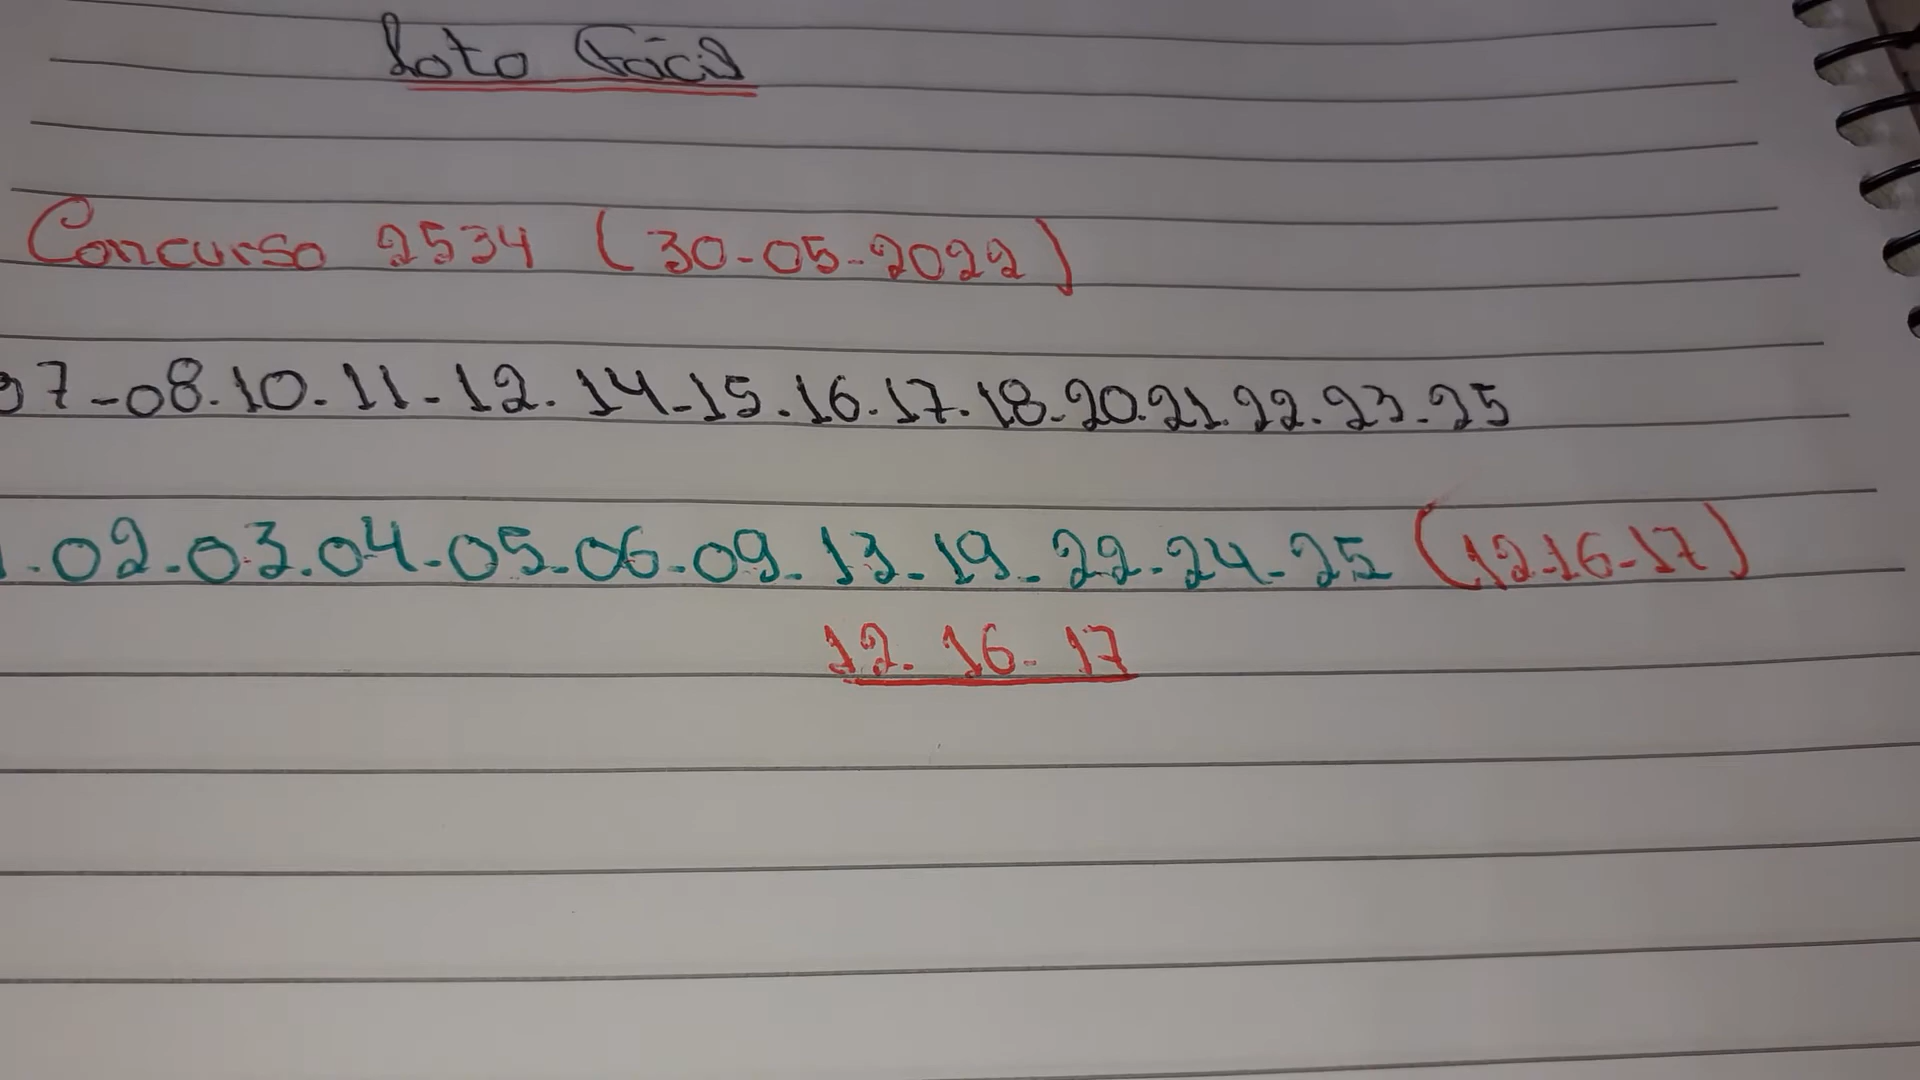 Loto Fácil
Concurso 2534 (30-05-2022)
07-08.10-11-12.14-15.16.17.18-20.21.22.23-25
.02-03.04-05-06-09-13-19-22-24-25 (12-16-17)
12. 16- 17